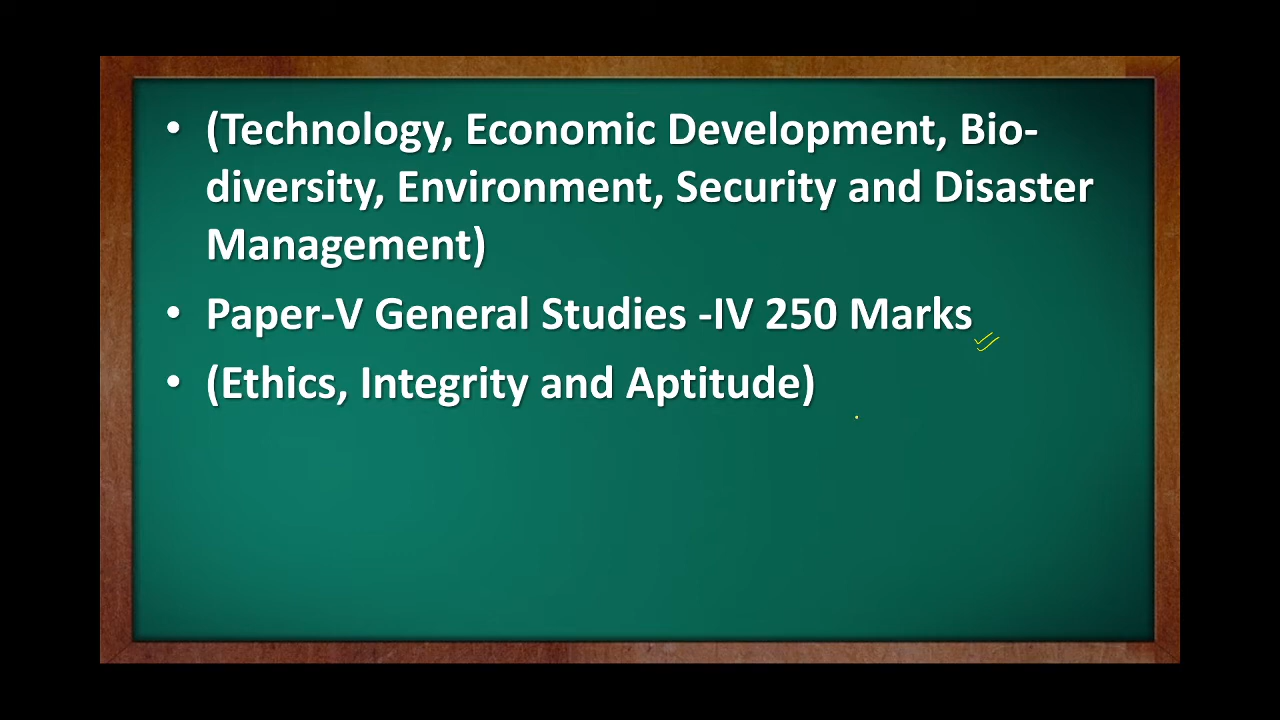 • (Technology, Economic Development, Bio-
diversity, Environment, Security and Disaster
Management)
• Paper-V General Studies -IV 250 Marks
• (Ethics, Integrity and Aptitude)